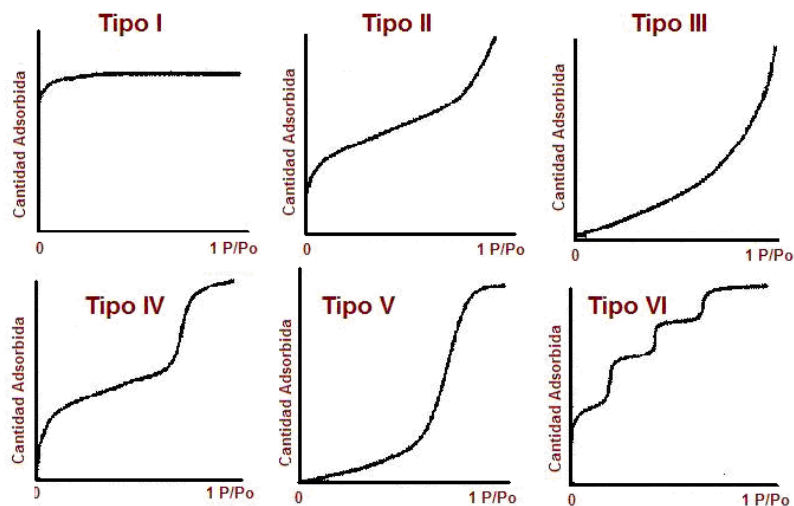 Tipo I
Cantidad Adsorbida
0
1 P/Po
Tipo II
Cantidad Adsorbida
0
1 P/Po
Tipo III
Cantidad Adsorbida
0
1 P/Po
Tipo IV
Cantidad Adsorbida
0
1 P/Po
Tipo V
Cantidad Adsorbida
0
1 P/Po
Tipo VI
Cantidad Adsorbida
0
1 P/Po